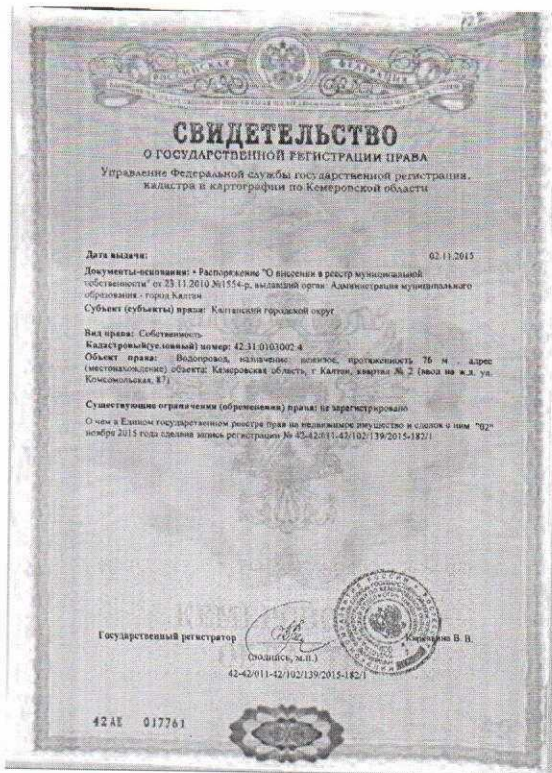 РОССИЙСКАЯ ФЕДЕРАЦИЯ
СВИДЕТЕЛЬСТВО
О ГОСУДАРСТВЕННОЙ РЕГИСТРАЦИИ ПРАВА
Управление Федеральной службы государственной регистрации,
кадастра и картографии по Кемеровской области
Дата выдачи: 02.11.2015
Документы-основания: • Распоряжение "О внесении в реестр муниципальной
собственности" от 23.11.2010 №1554-р, выдавший орган: Администрация муниципального
образования - город Калтан
Субъект (субъекты) права: Калтанский городской округ
Вид права: Собственность
Кадастровый(условный) номер: 42:31:0103002:4
Объект права: Водопровод, назначение: нежилое, протяженность 76 м , адрес
(местонахождение) объекта: Кемеровская область, г Калтан, квартал № 2 (ввод на ж.д. ул.
Комсомольская, 87)
Существующие ограничения (обременения) права: не зарегистрировано
О чем в Едином государственном реестре прав на недвижимое имущество и сделок с ним "02"
ноября 2015 года сделана запись регистрации № 42-42/011-42/102/139/2015-182/1
Государственный регистратор В. В.
(подпись, м.п.)
42-42/011-42/102/139/2015-182/1
42 АЕ 017761